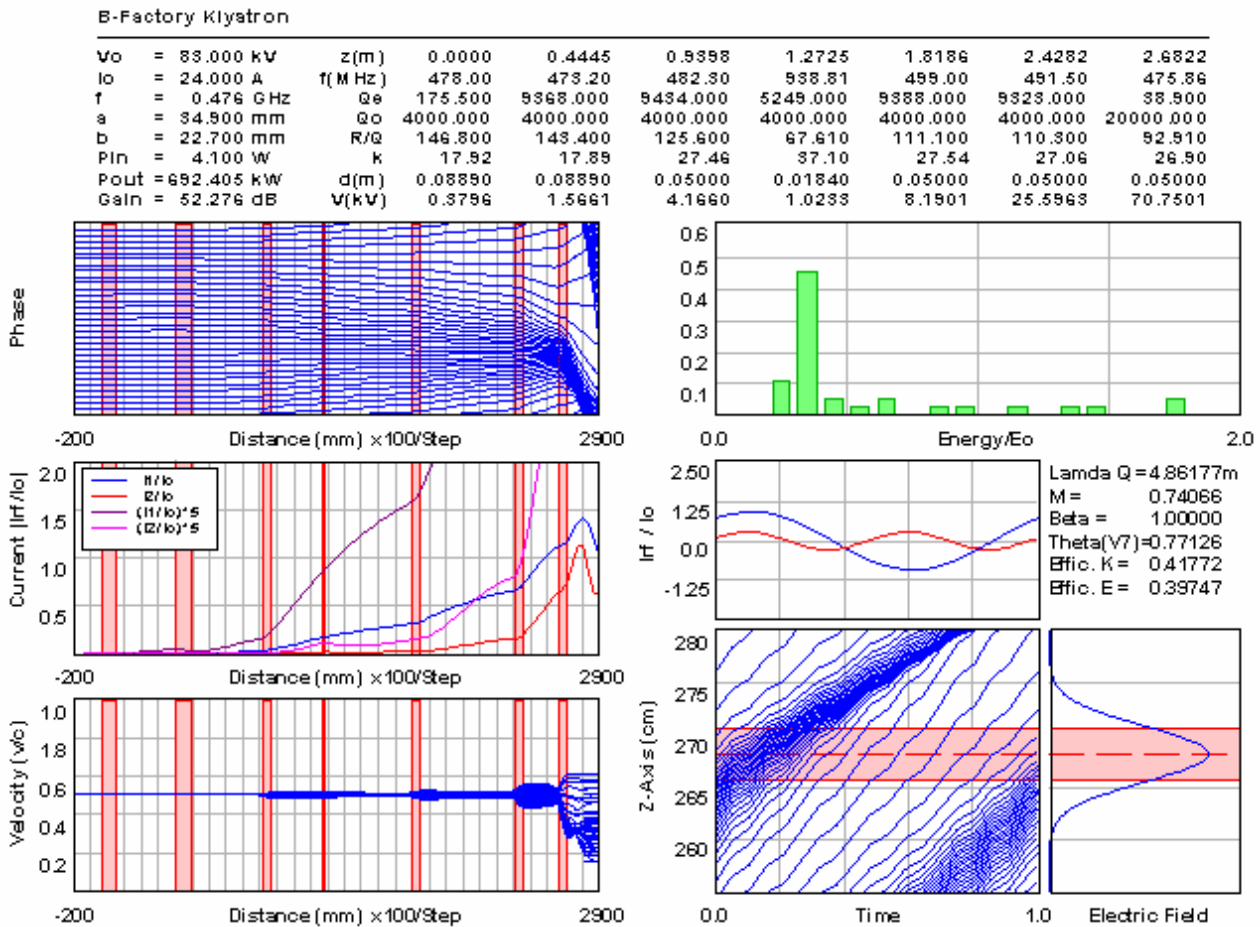 B-Factory Klyatron
Vo = 83.000 kV z(m) 0.0000 0.4445 0.9398 1.2725 1.8186 2.4282 2.6822
Io = 24.000 A f(MHz) 478.00 473.20 482.30 938.81 499.00 491.50 475.86
f = 0.476 GHz Qe 175.500 9368.000 9434.000 5249.000 9388.000 9323.000 38.900
a = 34.900 mm Qo 4000.000 4000.000 4000.000 4000.000 4000.000 4000.000 20000.000
b = 22.700 mm R/Q 146.800 143.400 125.600 67.610 111.100 110.300 92.910
Pin = 4.100 W k 17.92 17.89 27.46 37.10 27.54 27.06 26.90
Pout =692.405 kW d(m) 0.08890 0.08890 0.05000 0.01840 0.05000 0.05000 0.05000
Gain = 52.276 dB V(kV) 0.3796 1.5661 4.1660 1.0233 8.1901 25.5963 70.7501
Phase
-200 Distance (mm) x100/Step 2900
0.6
0.5
0.4
0.3
0.2
0.1
0.0 Energy/Eo 2.0
Current |Irf/Io|
2.0
1.5
1.0
0.5
I1/Io
I2/Io
(I1/Io)*5
(I2/Io)*5
-200 Distance (mm) x100/Step 2900
Irf / Io
2.50
1.25
0.0
-1.25
Lamda Q =4.86177m
M = 0.74066
Beta = 1.00000
Theta(V7)=0.77126
Effic. K = 0.41772
Effic. E = 0.39747
Velocity (v/c)
1.0
1.8
0.6
0.4
0.2
-200 Distance (mm) x100/Step 2900
Z-Axis (cm)
280
275
270
265
260
0.0 Time 1.0
Electric Field